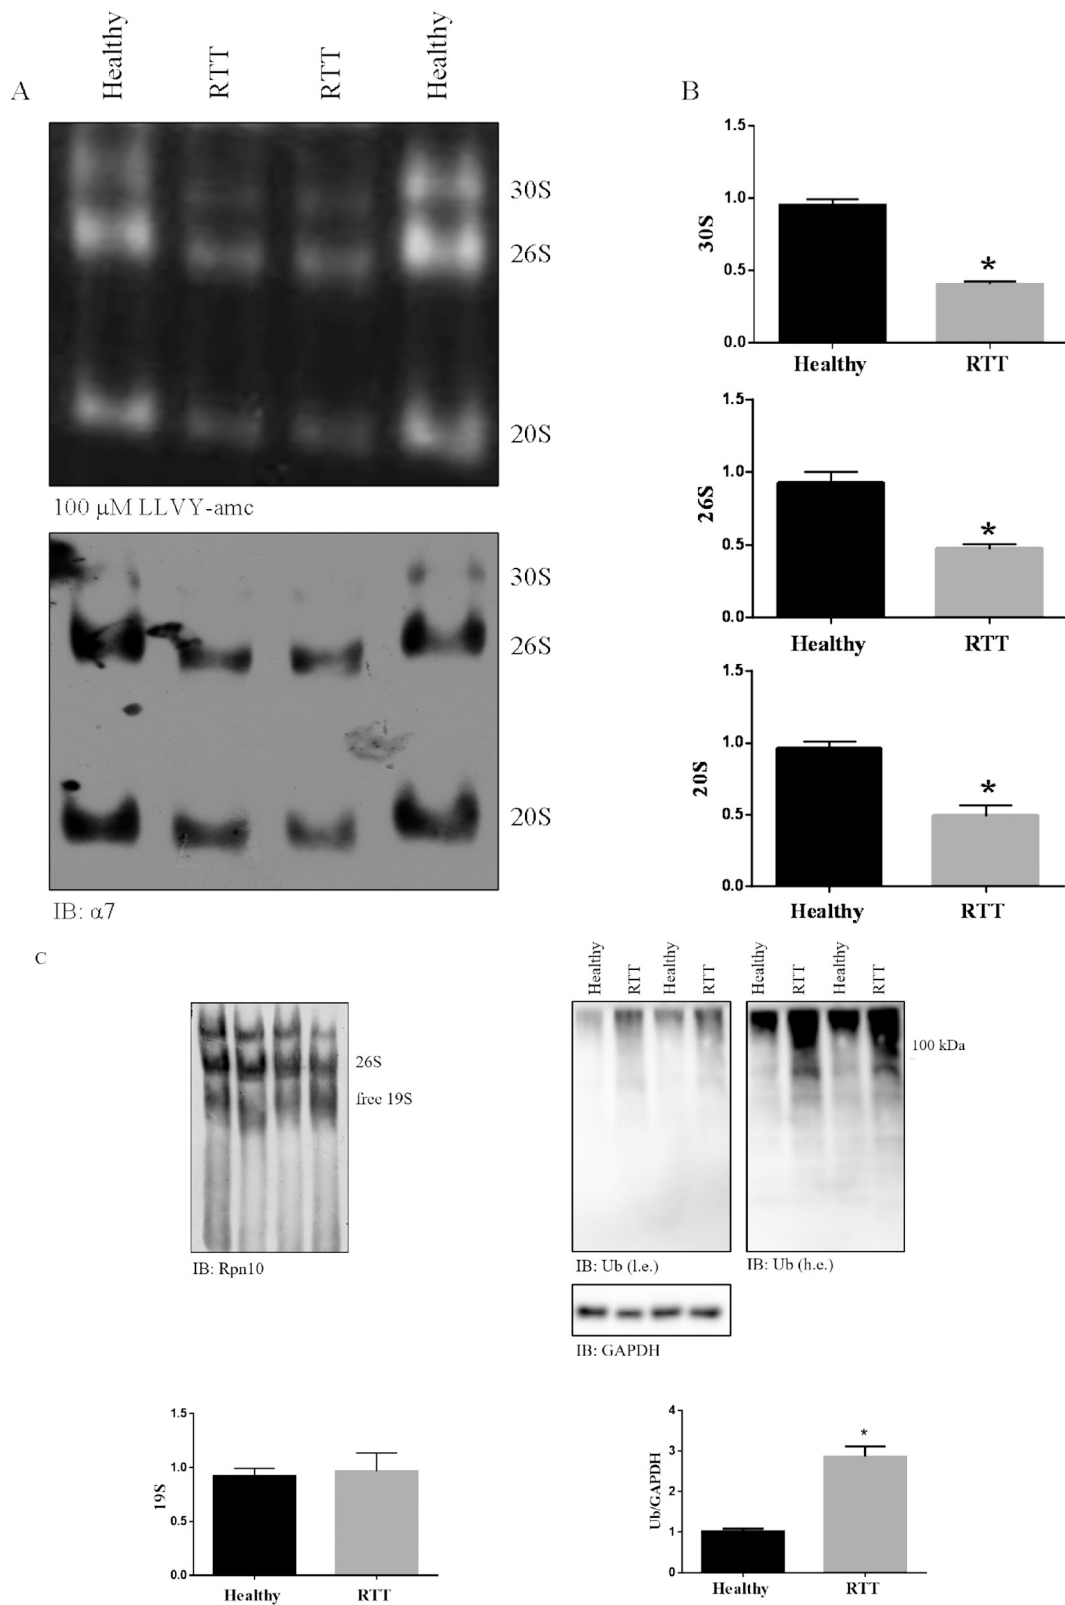 A
Healthy
RTT
RTT
Healthy
30S
26S
20S
100 μM LLVY-amc
30S
26S
20S
IB: α7
B
1.5
1.0
0.5
0.0
30S
*
Healthy
RTT
1.5
1.0
0.5
0.0
26S
*
Healthy
RTT
1.5
1.0
0.5
0.0
20S
*
Healthy
RTT
C
26S
free 19S
IB: Rpn10
Healthy
RTT
Healthy
RTT
Healthy
RTT
Healthy
RTT
100 kDa
IB: Ub (l.e.)
IB: Ub (h.e.)
IB: GAPDH
1.5
1.0
0.5
0.0
19S
Healthy
RTT
4
3
2
1
0
Ub/GAPDH
*
Healthy
RTT